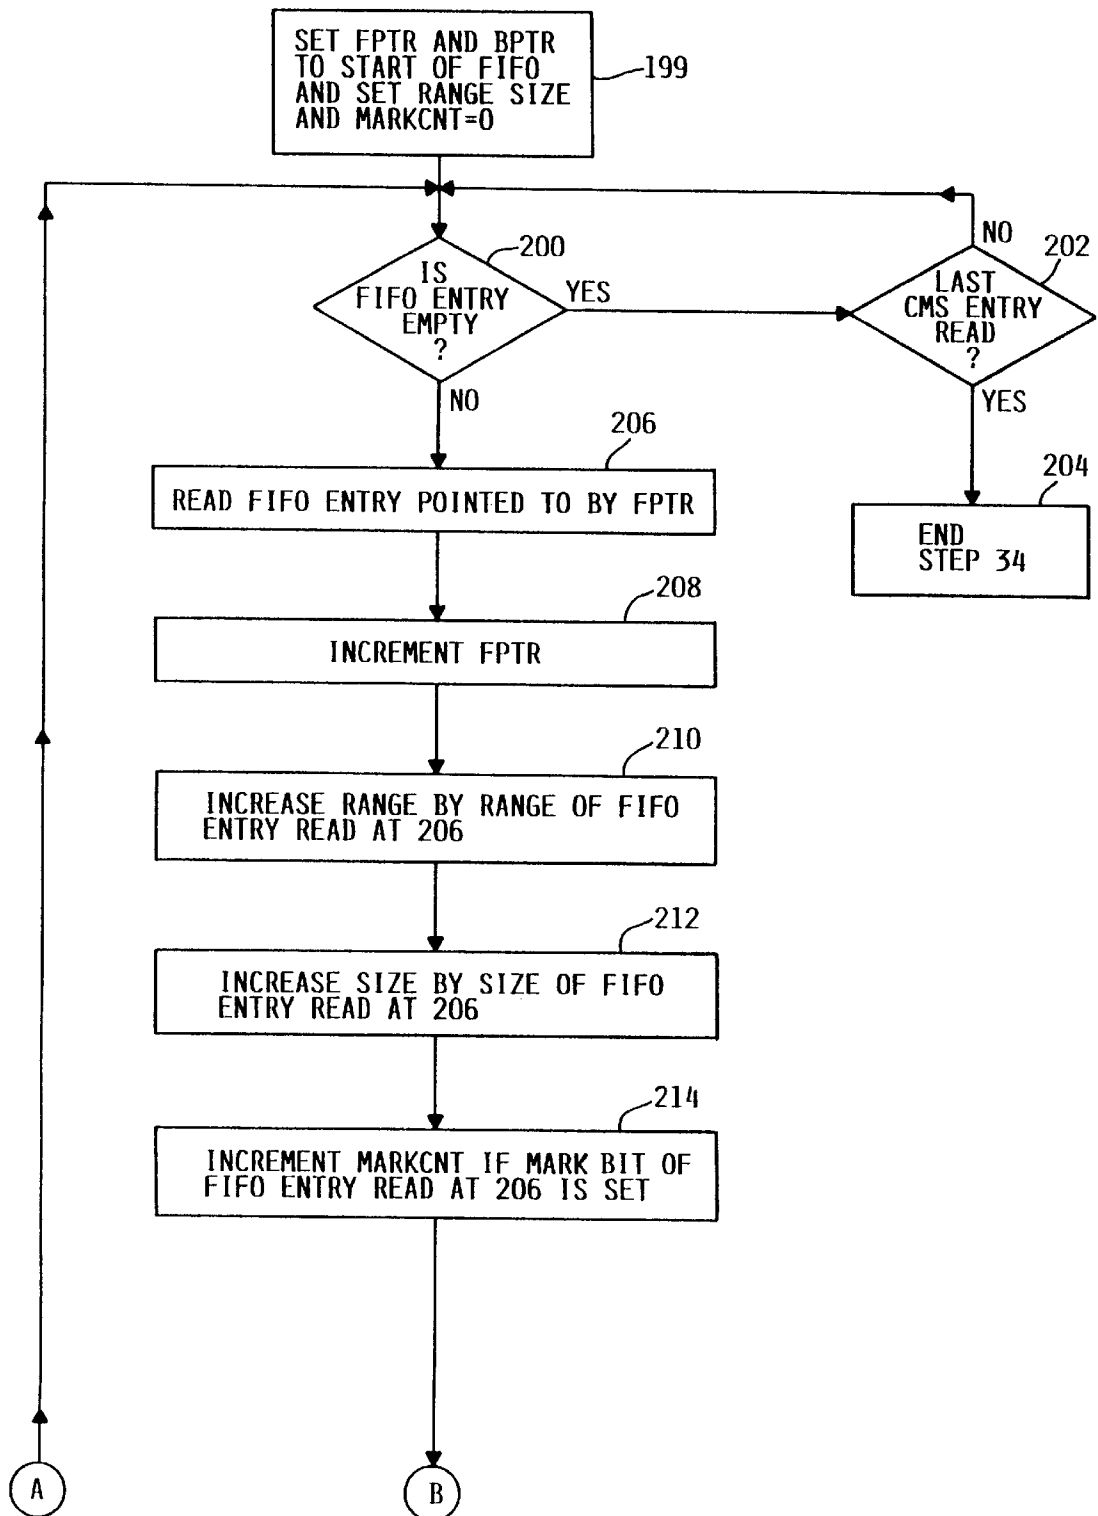 SET FPTR AND BPTR
TO START OF FIFO
AND SET RANGE SIZE
AND MARKCNT=0
199
200
IS
FIFO ENTRY
EMPTY
?
YES
NO
NO
202
LAST
CMS ENTRY
READ
?
YES
204
END
STEP 34
206
READ FIFO ENTRY POINTED TO BY FPTR
208
INCREMENT FPTR
210
INCREASE RANGE BY RANGE OF FIFO
ENTRY READ AT 206
212
INCREASE SIZE BY SIZE OF FIFO
ENTRY READ AT 206
214
INCREMENT MARKCNT IF MARK BIT OF
FIFO ENTRY READ AT 206 IS SET
A
B